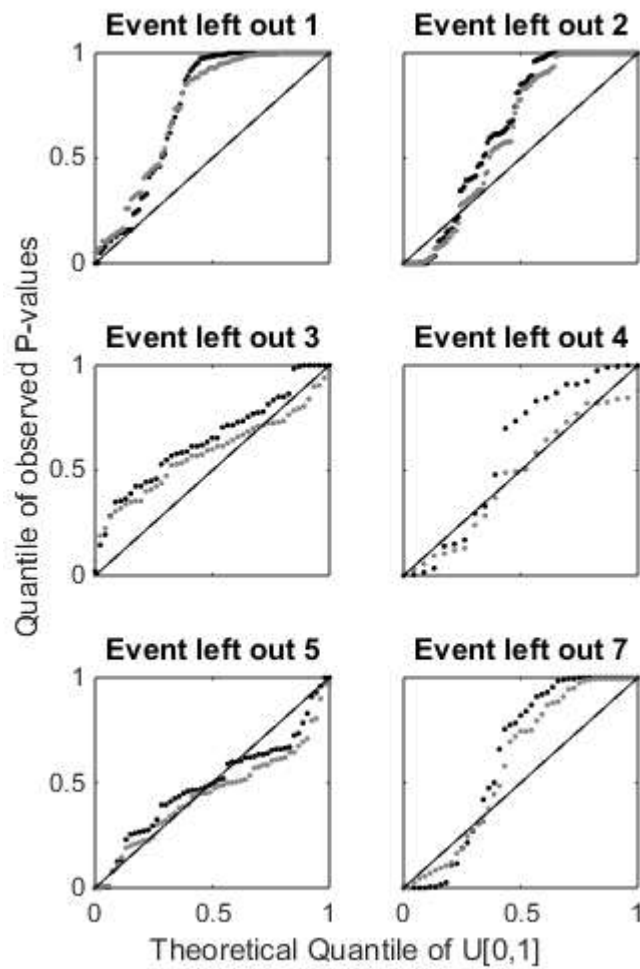 Event left out 1
Event left out 2
1
0.5
0
Event left out 3
Event left out 4
1
0.5
0
Event left out 5
Event left out 7
1
0.5
0
0
0.5
1
0
0.5
1
Quantile of observed P-values
Theoretical Quantile of U[0,1]